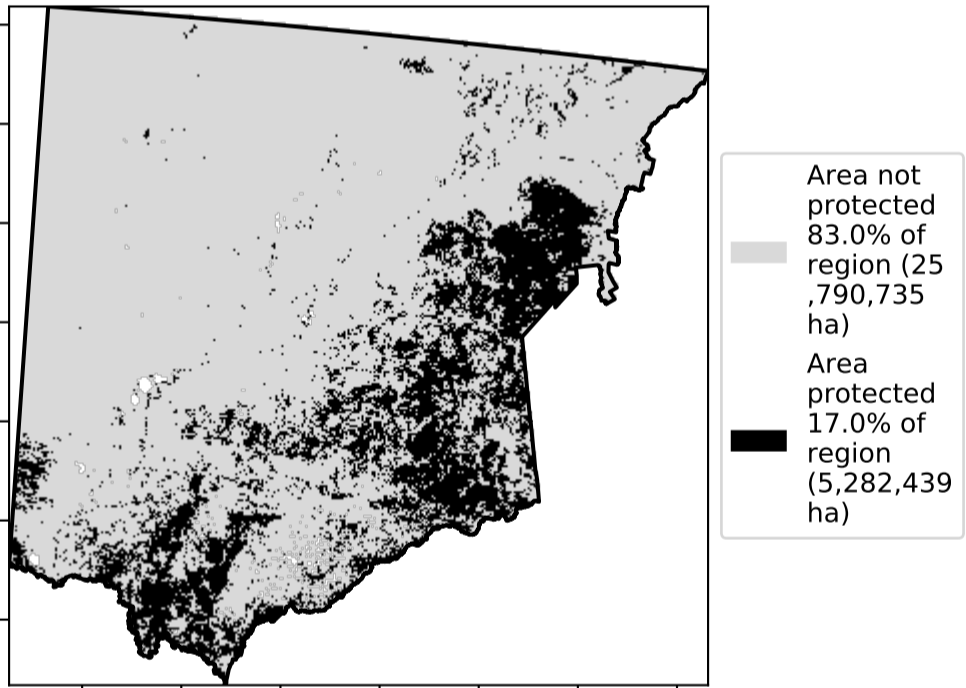 Area not
protected
83.0% of
region (25
,790,735
ha)
Area
protected
17.0% of
region
(5,282,439
ha)